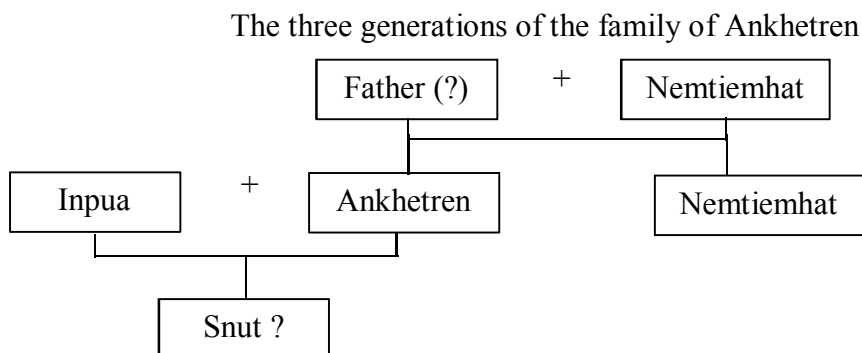 The three generations of the family of Ankhetren
Father (?) + Nemtiemhat
Inpua + Ankhetren Nemtiemhat
Snut ?